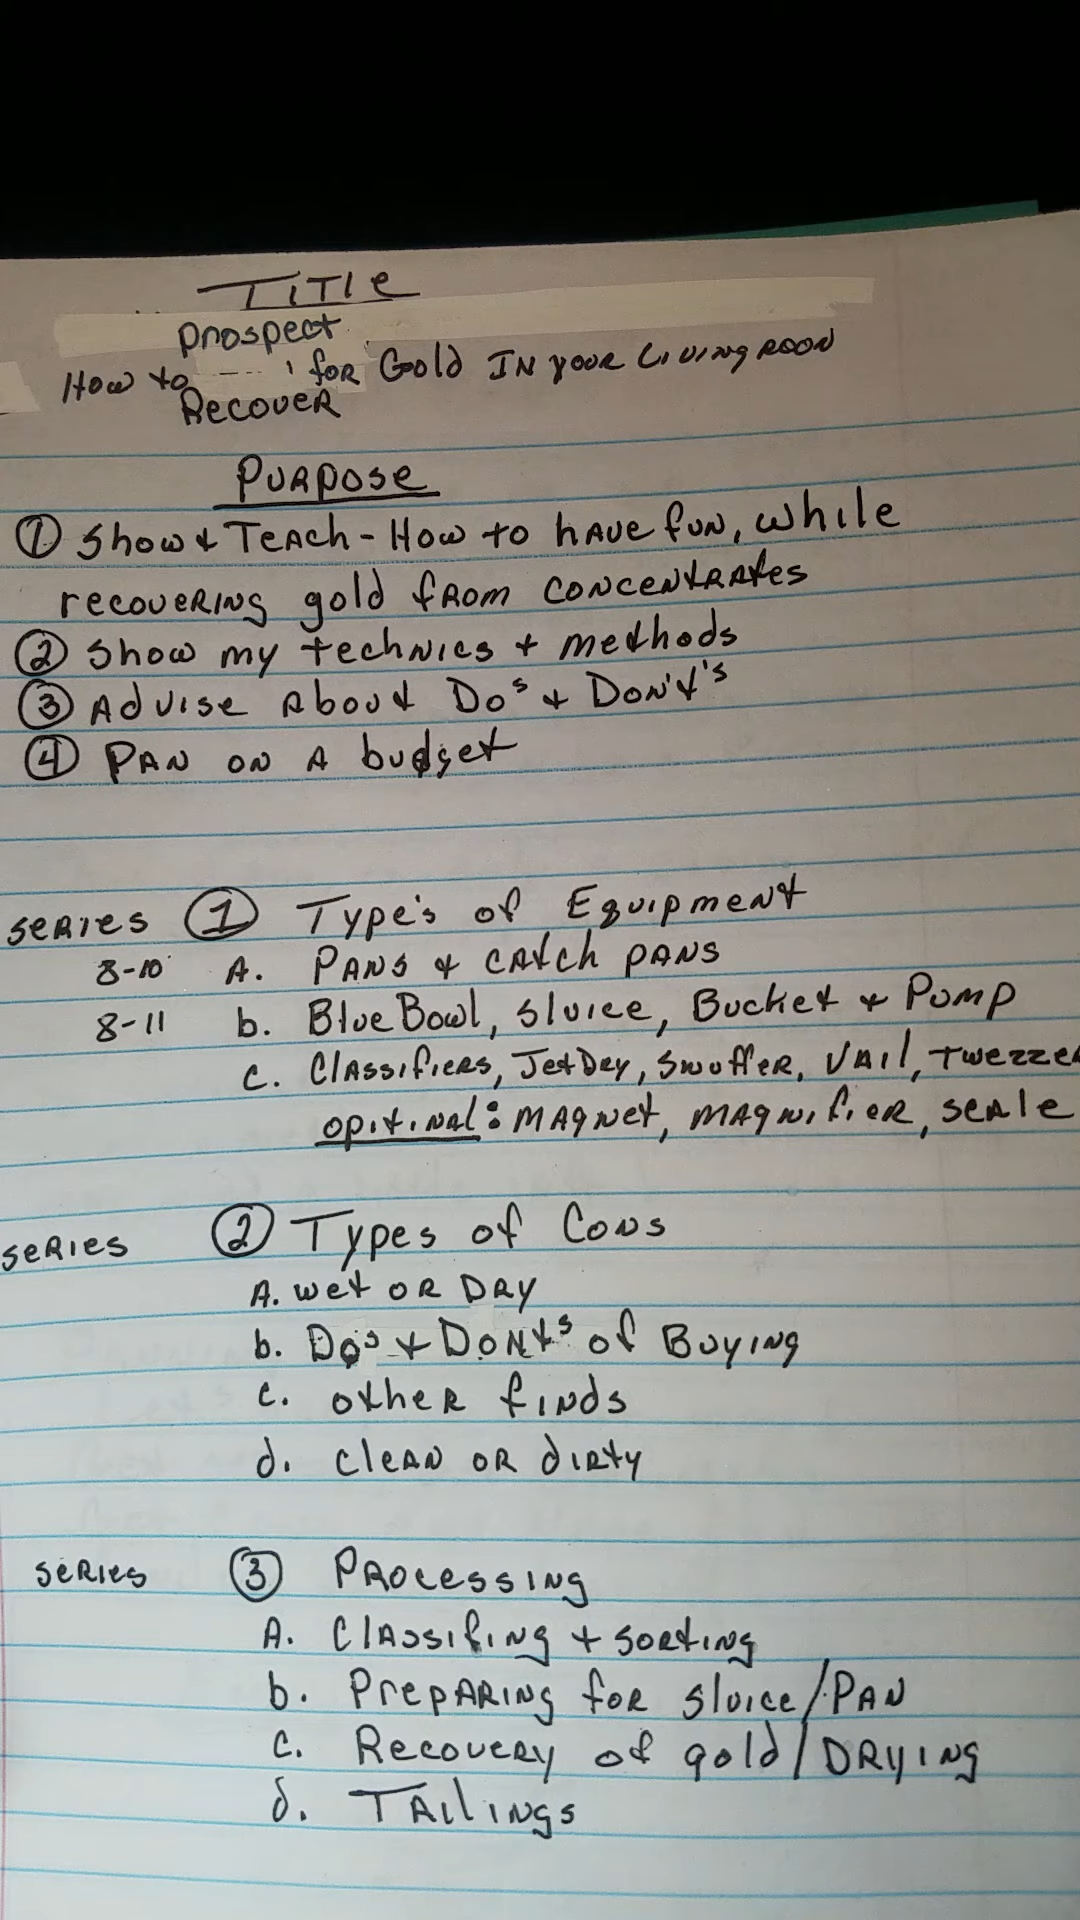 Title
Prospect
How to ---- for Gold IN your Livingroom
Recover
Purpose
① Show & Teach - How to have fun, while
recovering gold from concentrates
② Show my technics + methods
③ Advise About Do's + Don't's
④ Pan on a budget
series ① Type's of Equipment
8-10 A. Pans & catch pans
8-11 b. Blue Bowl, sluice, Bucket & Pump
c. Classifiers, Jet Dry, Snuffer, Vail, Twezze
opitinal: magnet, magnifier, scale
series ② Types of Cons
A. wet or Dry
b. Do's + Dont's of Buying
c. other finds
d. clean or dirty
series ③ Processing
A. Classifing + sorting
b. Preparing for sluice/Pan
c. Recovery of gold/Drying
d. Tailings